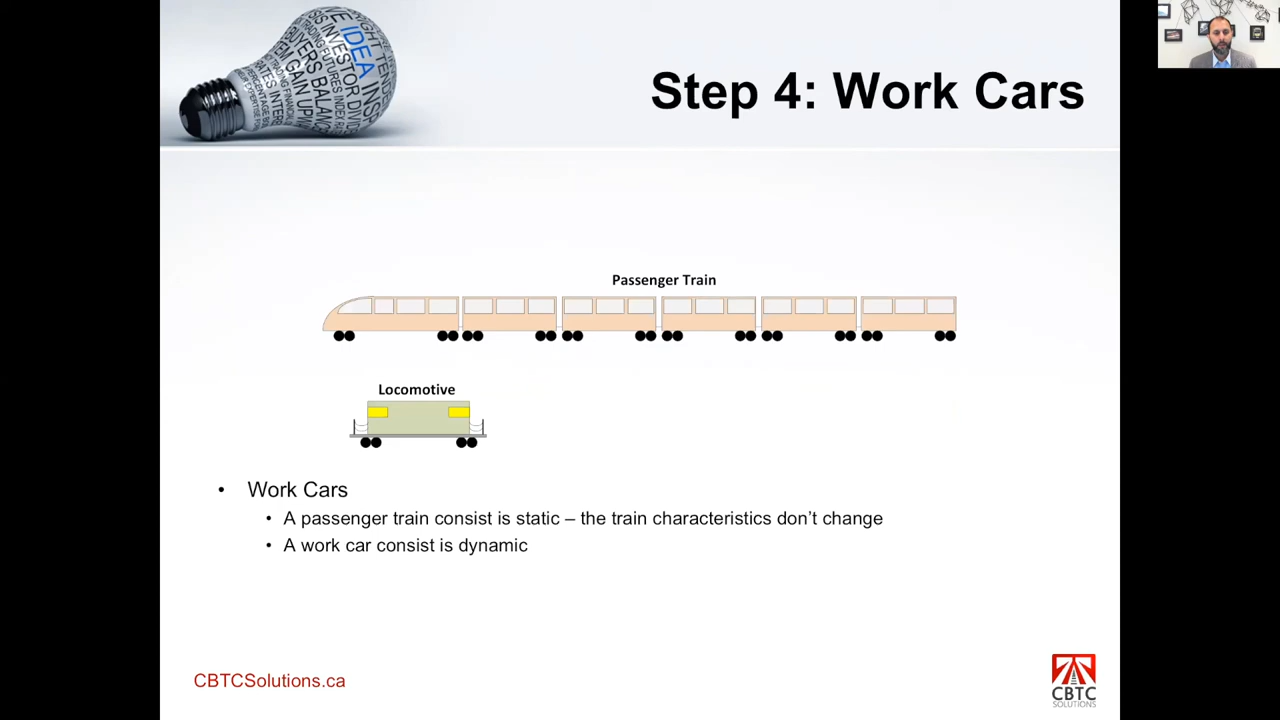 Step 4: Work Cars
IDEA
Passenger Train
Locomotive
• Work Cars
• A passenger train consist is static – the train characteristics don't change
• A work car consist is dynamic
CBTCSolutions.ca
CBTC
SOLUTIONS